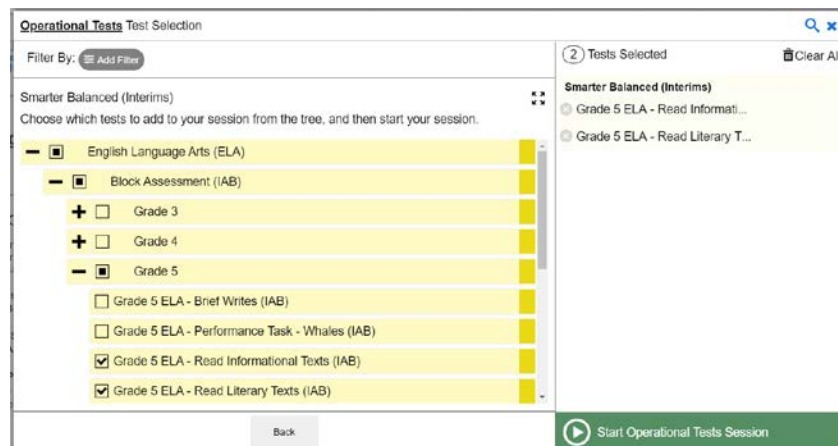 Operational Tests Test Selection
Filter By: Add Filter
Smarter Balanced (Interims)
Choose which tests to add to your session from the tree, and then start your session.
English Language Arts (ELA)
Block Assessment (IAB)
Grade 3
Grade 4
Grade 5
Grade 5 ELA - Brief Writes (IAB)
Grade 5 ELA - Performance Task - Whales (IAB)
Grade 5 ELA - Read Informational Texts (IAB)
Grade 5 ELA - Read Literary Texts (IAB)
Back
2 Tests Selected Clear Al
Smarter Balanced (Interims)
Grade 5 ELA - Read Informati...
Grade 5 ELA - Read Literary T...
Start Operational Tests Session